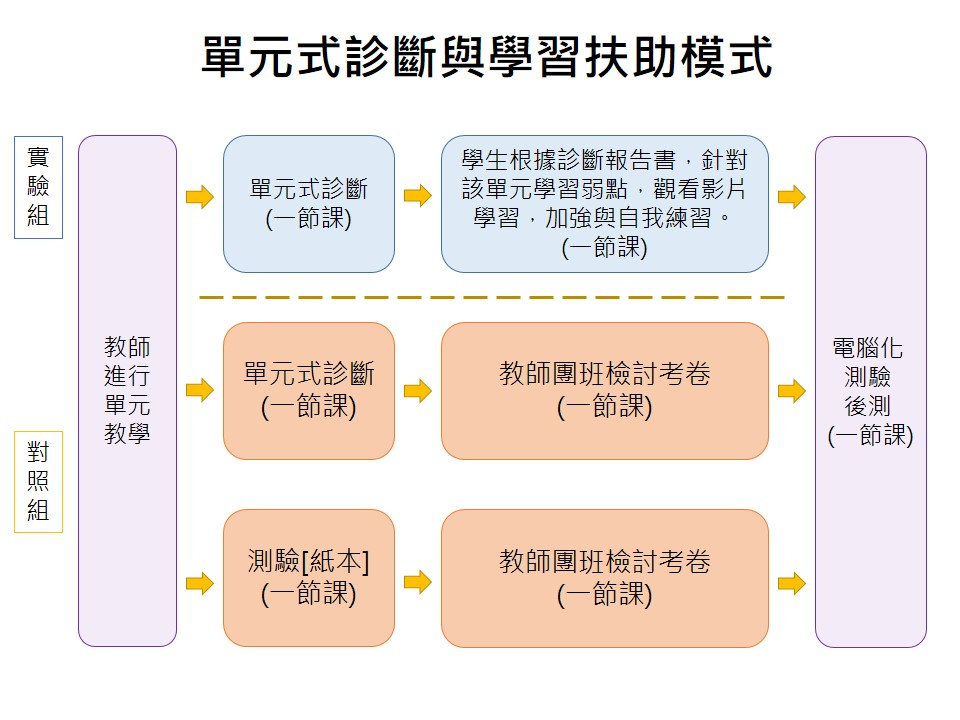 單元式診斷與學習扶助模式
實
驗
組
教師
進行
單元
教學
單元式診斷
(一節課)
學生根據診斷報告書，針對
該單元學習弱點，觀看影片
學習，加強與自我練習。
(一節課)
對
照
組
單元式診斷
(一節課)
教師團班檢討考卷
(一節課)
測驗[紙本]
(一節課)
教師團班檢討考卷
(一節課)
電腦化
測驗
後測
(一節課)